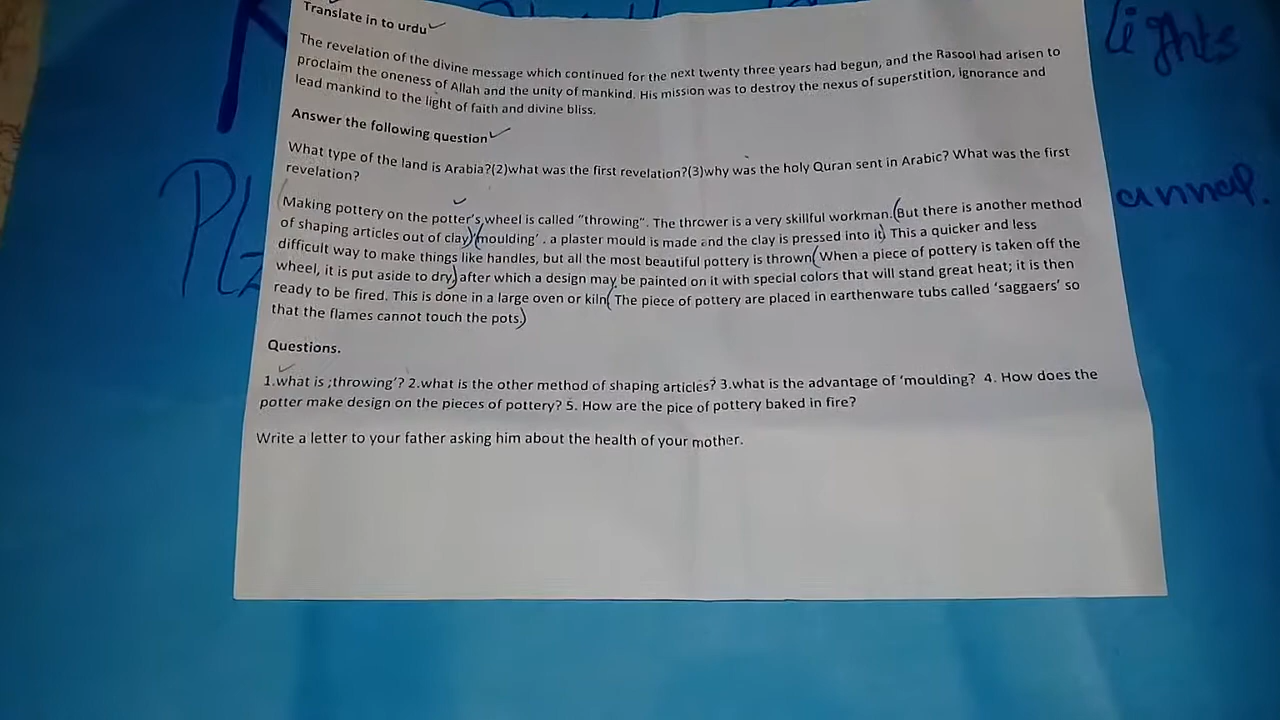 lights
Translate in to urdu
The revelation of the divine message which continued for the next twenty three years had begun, and the Rasool had arisen to
proclaim the oneness of Allah and the unity of mankind. His mission was to destroy the nexus of superstition, ignorance and
lead mankind to the light of faith and divine bliss.
Answer the following question
What type of the land is Arabia?(2)what was the first revelation?(3)why was the holy Quran sent in Arabic? What was the first
revelation?
Making pottery on the potter's wheel is called "throwing". The thrower is a very skillful workman.(But there is another method
of shaping articles out of clay)(moulding' . a plaster mould is made and the clay is pressed into it) This a quicker and less
difficult way to make things like handles, but all the most beautiful pottery is thrown(When a piece of pottery is taken off the
wheel, it is put aside to dry,)after which a design may be painted on it with special colors that will stand great heat; it is then
ready to be fired. This is done in a large oven or kiln( The piece of pottery are placed in earthenware tubs called 'saggaers' so
that the flames cannot touch the pots.)
Questions.
1.what is ;throwing'? 2.what is the other method of shaping articles? 3.what is the advantage of 'moulding? 4. How does the
potter make design on the pieces of pottery? 5. How are the pice of pottery baked in fire?
Write a letter to your father asking him about the health of your mother.